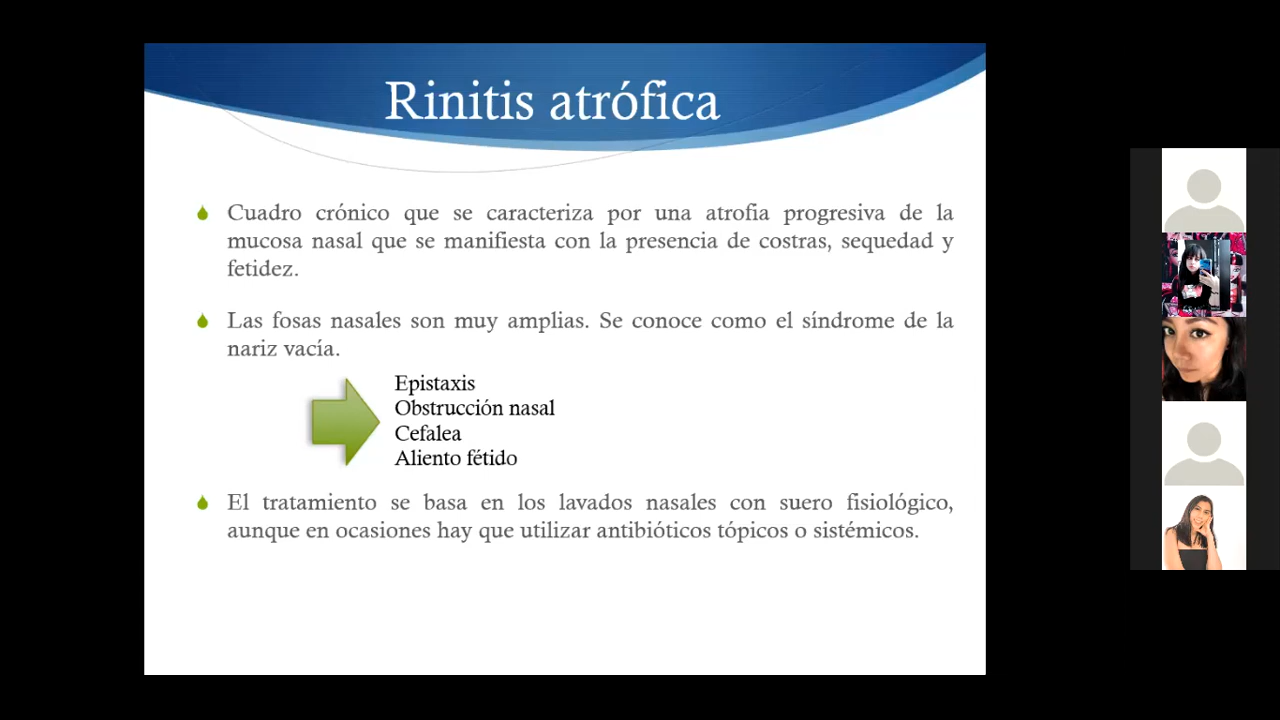 Rinitis atrófica
Cuadro crónico que se caracteriza por una atrofia progresiva de la
mucosa nasal que se manifiesta con la presencia de costras, sequedad y
fetidez.
Las fosas nasales son muy amplias. Se conoce como el síndrome de la
nariz vacía.
Epistaxis
Obstrucción nasal
Cefalea
Aliento fétido
El tratamiento se basa en los lavados nasales con suero fisiológico,
aunque en ocasiones hay que utilizar antibióticos tópicos o sistémicos.